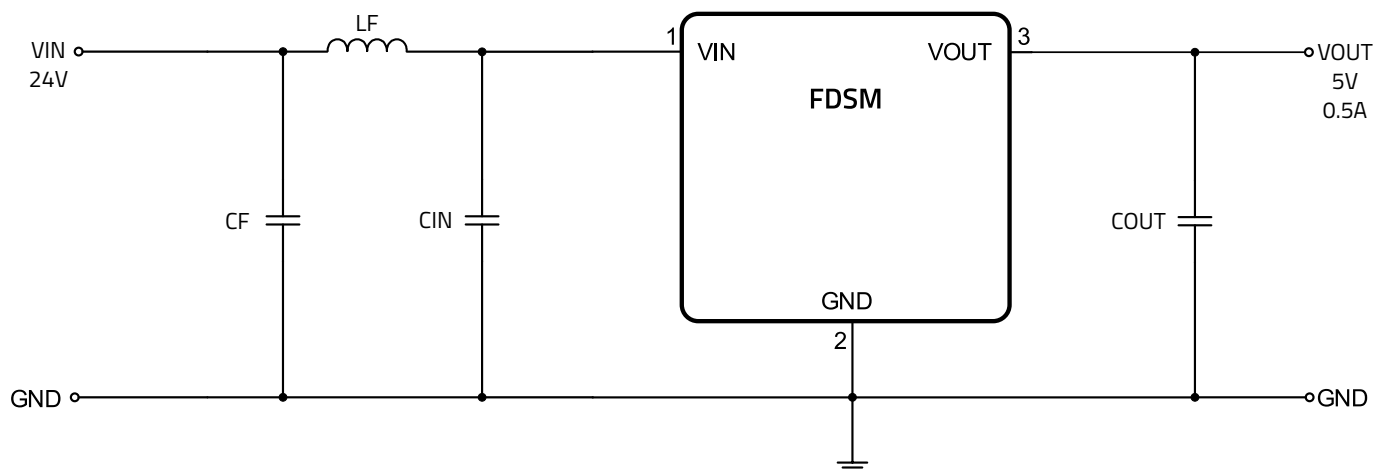 LF
VIN
24V
1
VIN
VOUT
3
VOUT
5V
0.5A
FDSM
CF
CIN
COUT
GND
2
GND
GND